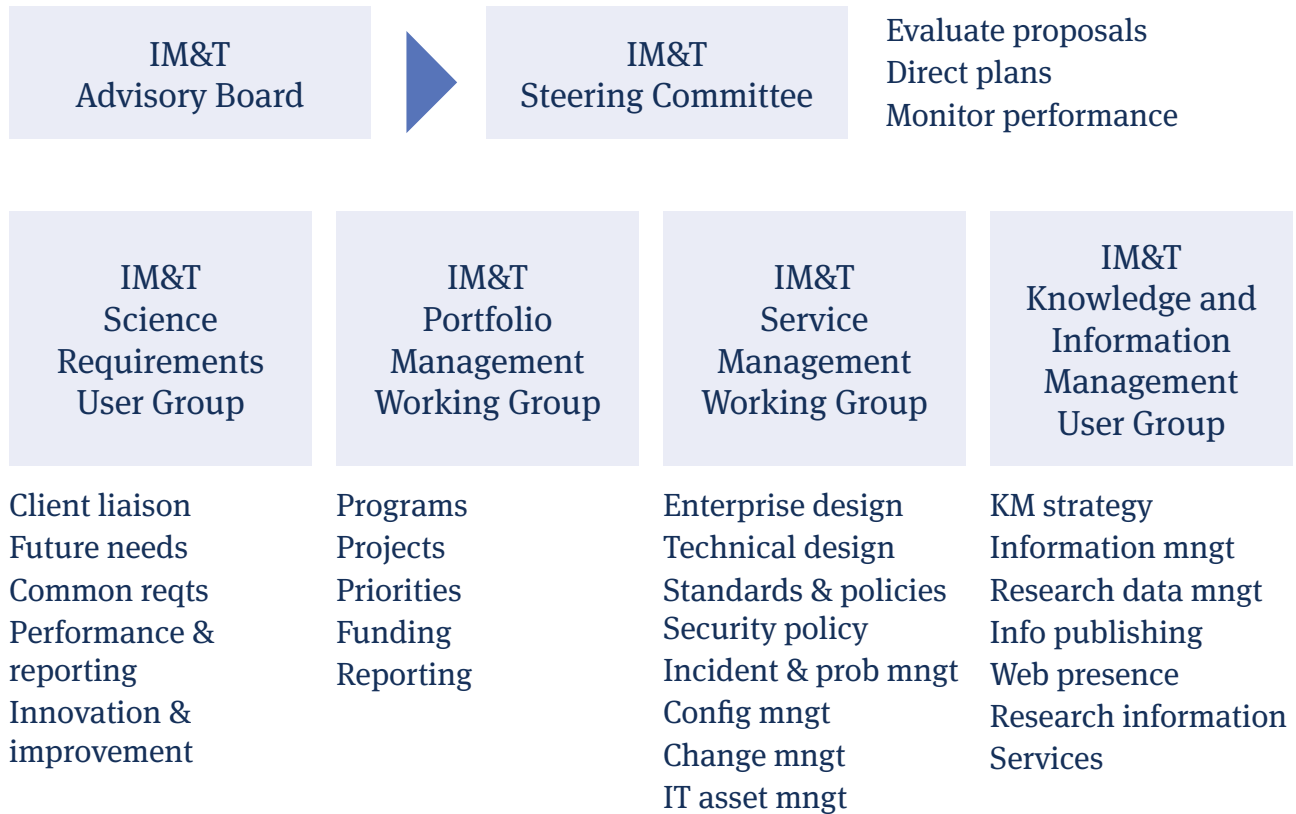 IM&T
Advisory Board
IM&T
Steering Committee
Evaluate proposals
Direct plans
Monitor performance
IM&T
Science
Requirements
User Group
IM&T
Portfolio
Management
Working Group
IM&T
Service
Management
Working Group
IM&T
Knowledge and
Information
Management
User Group
Client liaison
Future needs
Common reqts
Performance &
reporting
Innovation &
improvement
Programs
Projects
Priorities
Funding
Reporting
Enterprise design
Technical design
Standards & policies
Security policy
Incident & prob mngt
Config mngt
Change mngt
IT asset mngt
KM strategy
Information mngt
Research data mngt
Info publishing
Web presence
Research information
Services